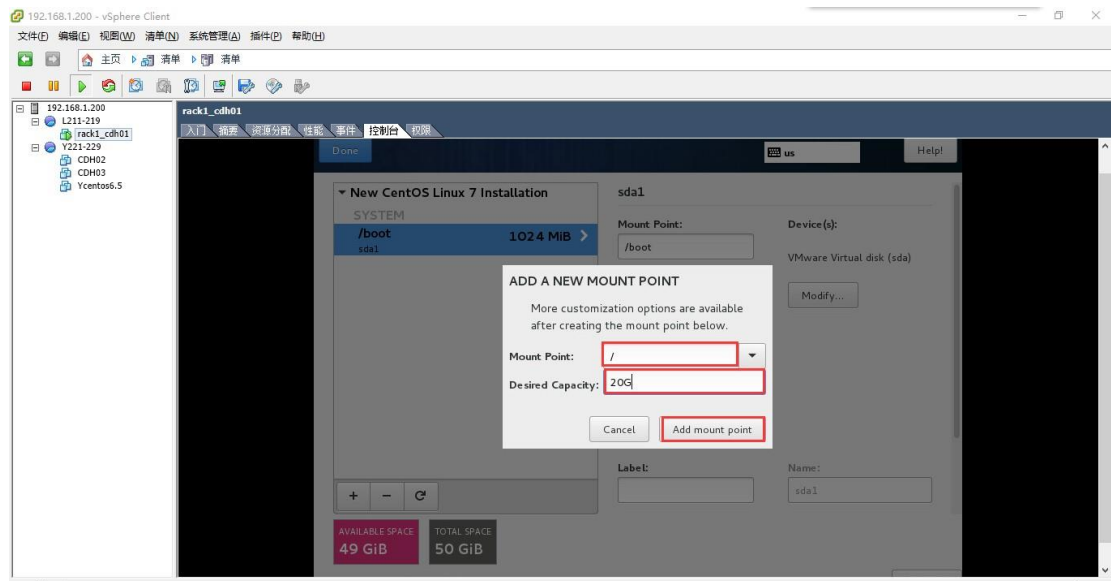 192.168.1.200 - vSphere Client
文件(F) 编辑(E) 视图(W) 清单(N) 系统管理(A) 插件(P) 帮助(H)
主页 清单 清单
192.168.1.200
L211-219
rack1_cdh01
Y221-229
CDH02
CDH03
Ycentos6.5
rack1_cdh01
入门 摘要 资源分配 性能 事件 控制台 权限
Done
us
Help!
New CentOS Linux 7 Installation
SYSTEM
/boot
1024 MiB
sda1
sda1
Mount Point:
/boot
Device(s):
VMware Virtual disk (sda)
Modify...
ADD A NEW MOUNT POINT
More customization options are available
after creating the mount point below.
Mount Point: /
Desired Capacity: 20G
Cancel Add mount point
Label:
Name:
sda1
+ -
AVAILABLE SPACE
49 GiB
TOTAL SPACE
50 GiB